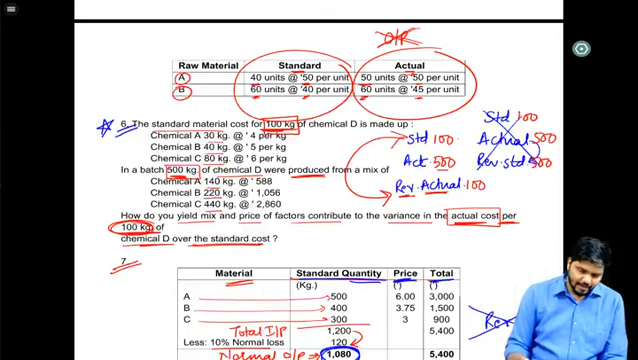 O/P
Raw Material Standard Actual
A 40 units @ '50 per unit 50 units @ '50 per unit
B 60 units @ '40 per unit 60 units @ '45 per unit
6. The standard material cost for 100 kg of chemical D is made up :
Chemical A 30 kg. @ ' 4 per kg
Chemical B 40 kg. @ ' 5 per kg
Chemical C 80 kg. @ ' 6 per kg
In a batch 500 kg. of chemical D were produced from a mix of
Chemical A 140 kg. @ ' 588
Chemical B 220 kg. @ ' 1,056
Chemical C 440 kg. @ ' 2,860
How do you yield mix and price of factors contribute to the variance in the actual cost per
100 kg. of
chemical D over the standard cost ?
Std 100
Act. 500
Rev. Actual. 100
Std 100
Actual 500
Rev. std 500
7.
Material Standard Quantity Price Total
(Kg.) (') (')
A 500 6.00 3,000
B 400 3.75 1,500
C 300 3 900
Total I/P 1,200 5,400
Less: 10% Normal loss 120
Normal O/P 1,080 5,400
Rev